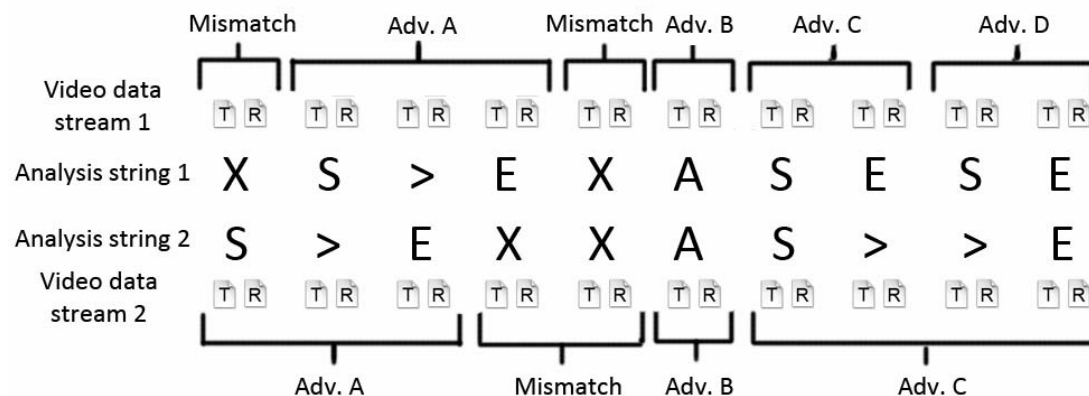 Mismatch Adv. A Mismatch Adv. B Adv. C Adv. D
Video data
stream 1
T R T R T R T R T R T R T R T R T R T R
Analysis string 1 X S > E X A S E S E
Analysis string 2 S > E X X A S > > E
Video data
stream 2
T R T R T R T R T R T R T R T R T R T R
Adv. A Mismatch Adv. B Adv. C